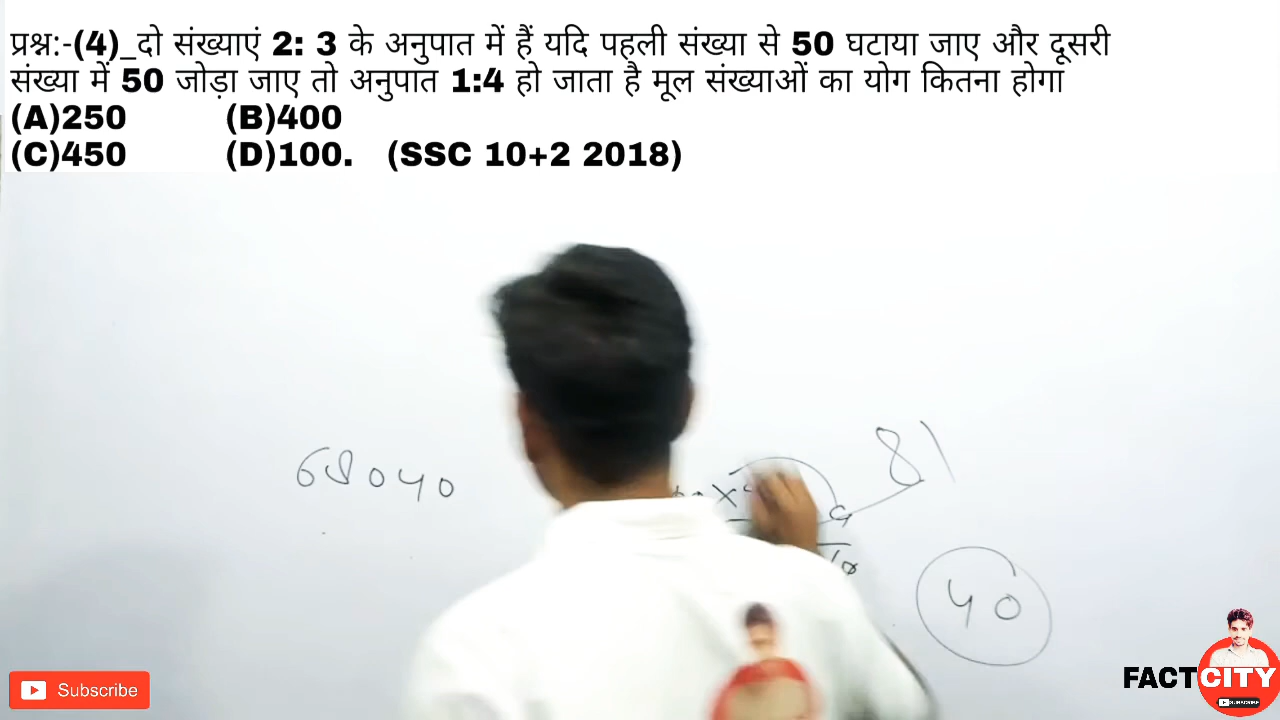 प्रश्न:-(4)_दो संख्याएं 2: 3 के अनुपात में हैं यदि पहली संख्या से 50 घटाया जाए और दूसरी
संख्या में 50 जोड़ा जाए तो अनुपात 1:4 हो जाता है मूल संख्याओं का योग कितना होगा
(A)250 (B)400
(C)450 (D)100. (SSC 10+2 2018)
81
40
Subscribe
FACTCITY
SUBSCRIBE